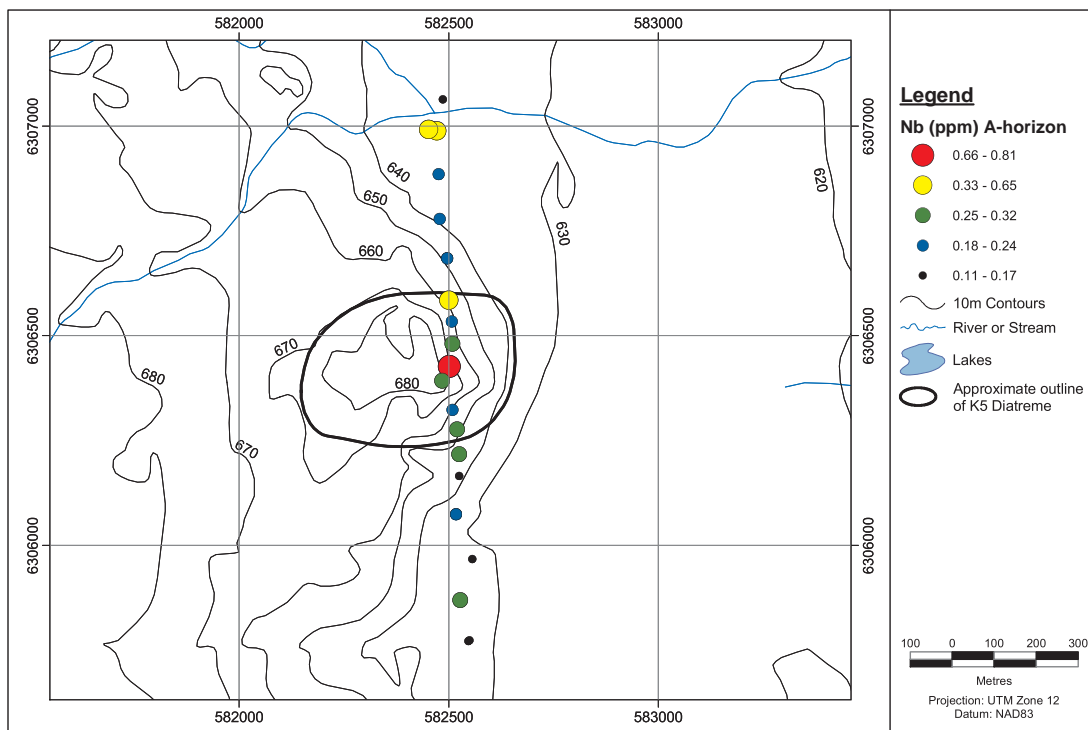 582000
582500
583000
6307000
6306500
6306000
6307000
6306500
6306000
640
650
660
630
620
670
680
680
670
582000
582500
583000
Legend
Nb (ppm) A-horizon
0.66 - 0.81
0.33 - 0.65
0.25 - 0.32
0.18 - 0.24
0.11 - 0.17
10m Contours
River or Stream
Lakes
Approximate outline
of K5 Diatreme
100 0 100 200 300
Metres
Projection: UTM Zone 12
Datum: NAD83